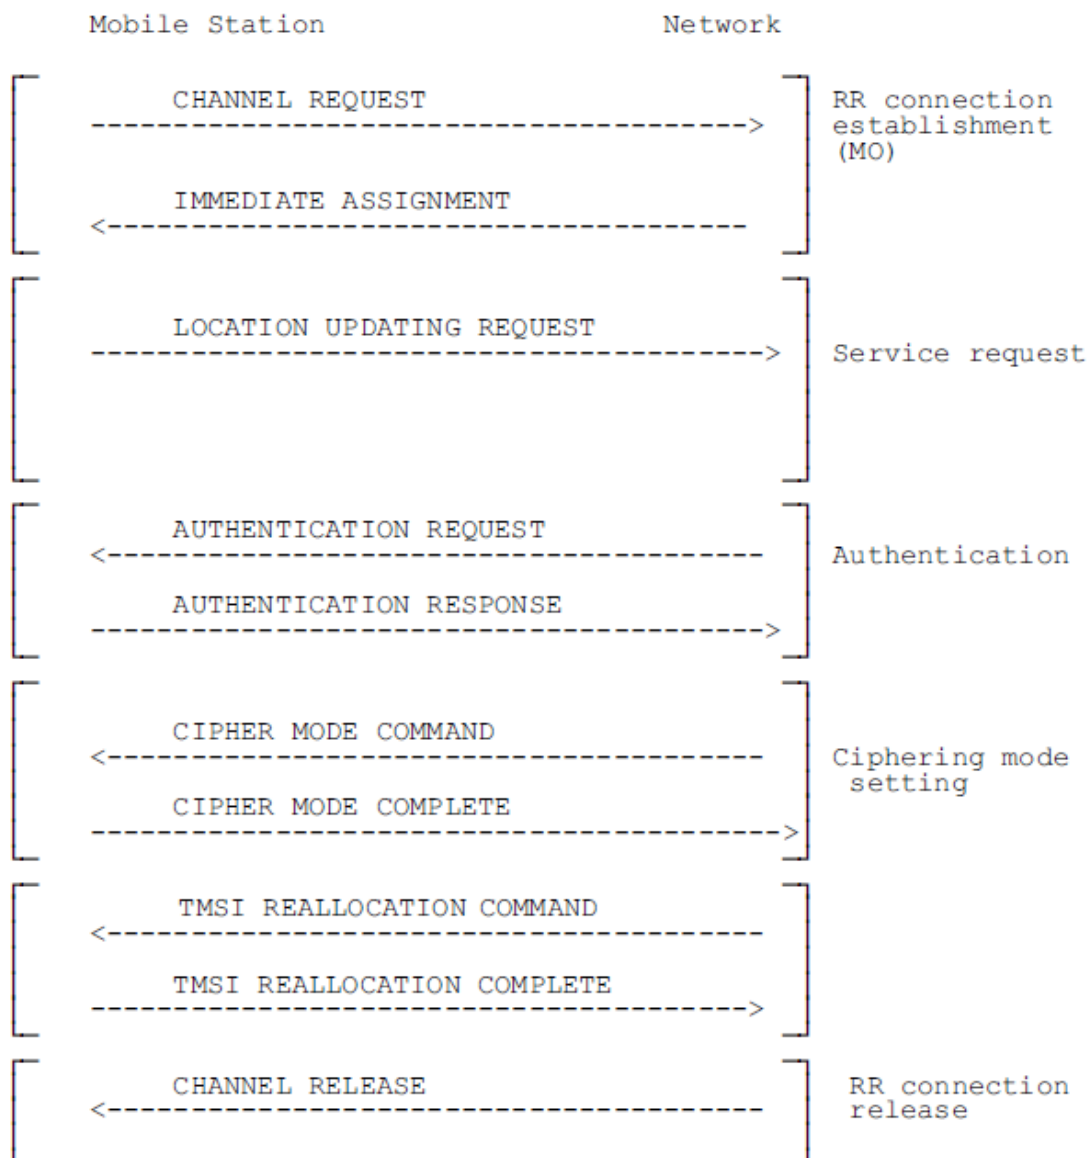 Mobile Station Network
CHANNEL REQUEST
RR connection
establishment
(MO)
IMMEDIATE ASSIGNMENT
LOCATION UPDATING REQUEST
Service request
AUTHENTICATION REQUEST
Authentication
AUTHENTICATION RESPONSE
CIPHER MODE COMMAND
Ciphering mode
setting
CIPHER MODE COMPLETE
TMSI REALLOCATION COMMAND
TMSI REALLOCATION COMPLETE
CHANNEL RELEASE
RR connection
release